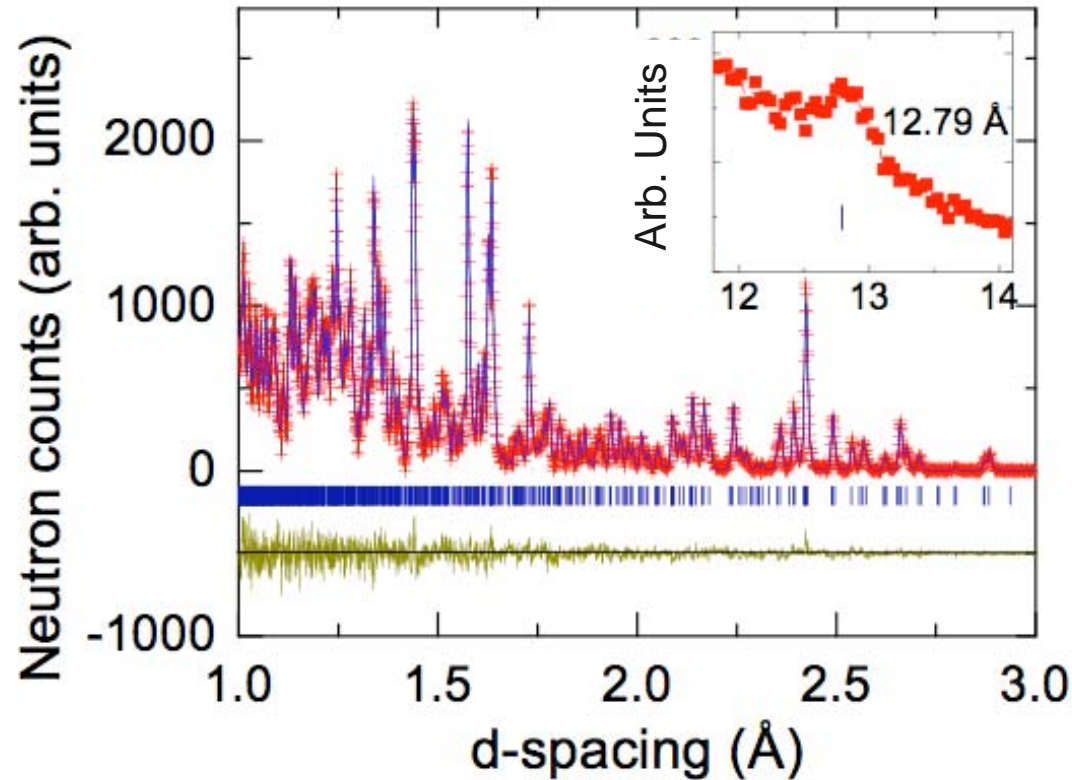 Neutron counts (arb. units)
2000
1000
0
-1000
1.0 1.5 2.0 2.5 3.0
d-spacing (Å)
Arb. Units
12.79 Å
12 13 14